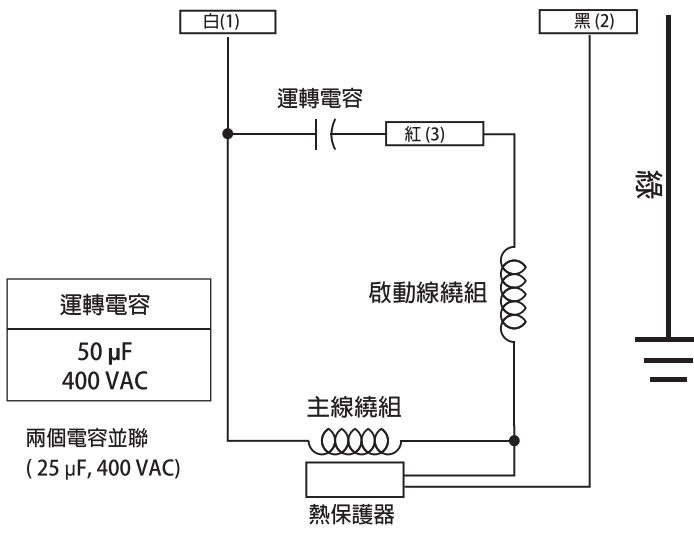 白(1)
黑(2)
運轉電容
紅(3)
綠
啟動線繞組
運轉電容
50 µF
400 VAC
主線繞組
兩個電容並聯
( 25 µF, 400 VAC)
熱保護器